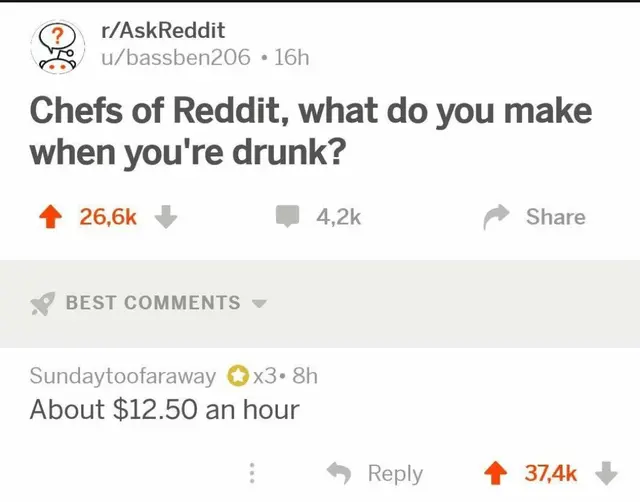 r/AskReddit
u/bassben206 • 16h
Chefs of Reddit, what do you make
when you're drunk?
26,6k 4,2k Share
BEST COMMENTS
Sundaytoofaraway x3• 8h
About $12.50 an hour
Reply 37,4k